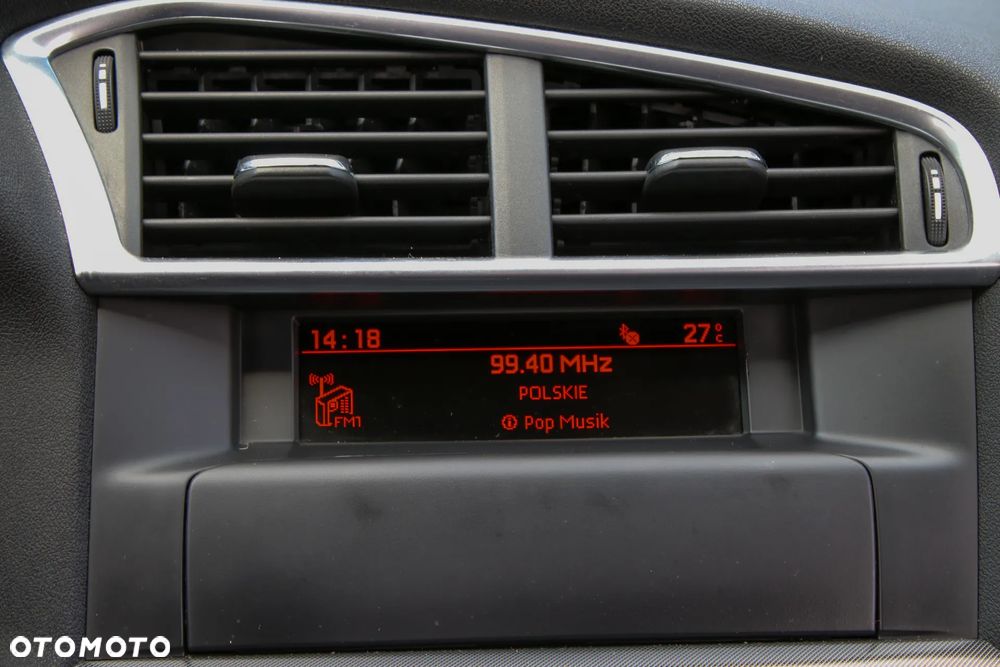 14:18 27°C
99.40 MHz
POLSKIE
FM1
Pop Musik
OTOMOTO